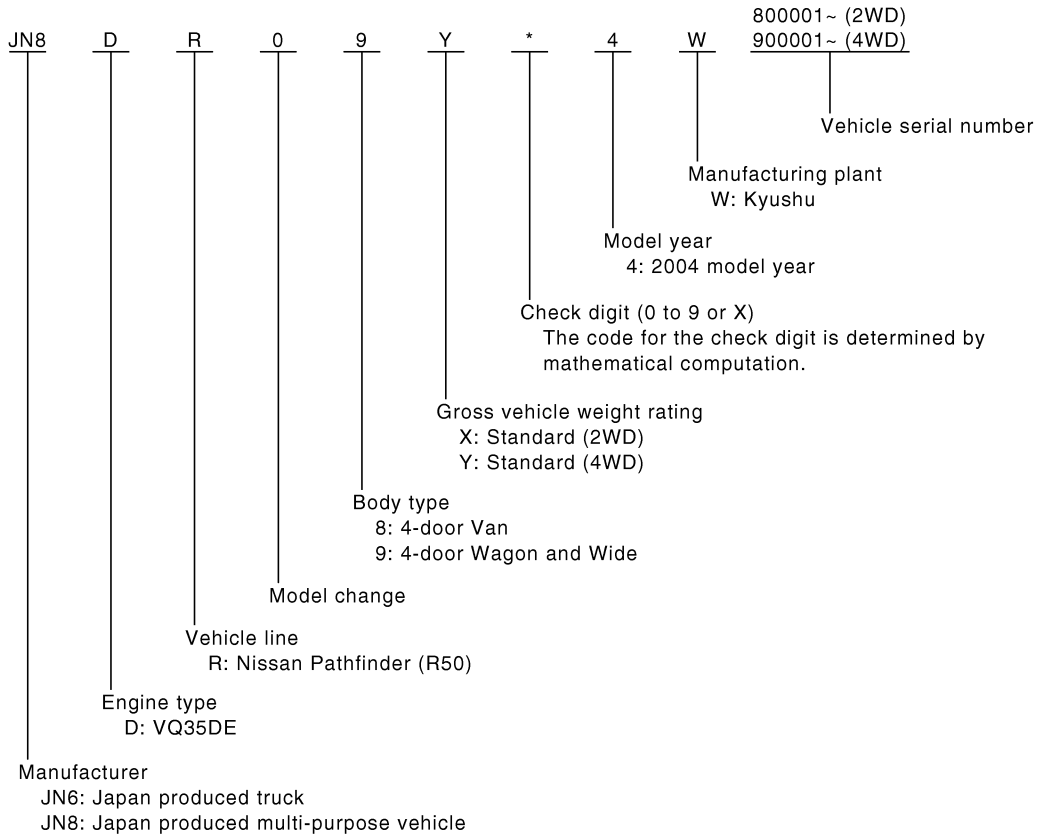 800001~ (2WD)
JN8 D R 0 9 Y * 4 W 900001~ (4WD)
Vehicle serial number
Manufacturing plant
W: Kyushu
Model year
4: 2004 model year
Check digit (0 to 9 or X)
The code for the check digit is determined by
mathematical computation.
Gross vehicle weight rating
X: Standard (2WD)
Y: Standard (4WD)
Body type
8: 4-door Van
9: 4-door Wagon and Wide
Model change
Vehicle line
R: Nissan Pathfinder (R50)
Engine type
D: VQ35DE
Manufacturer
JN6: Japan produced truck
JN8: Japan produced multi-purpose vehicle